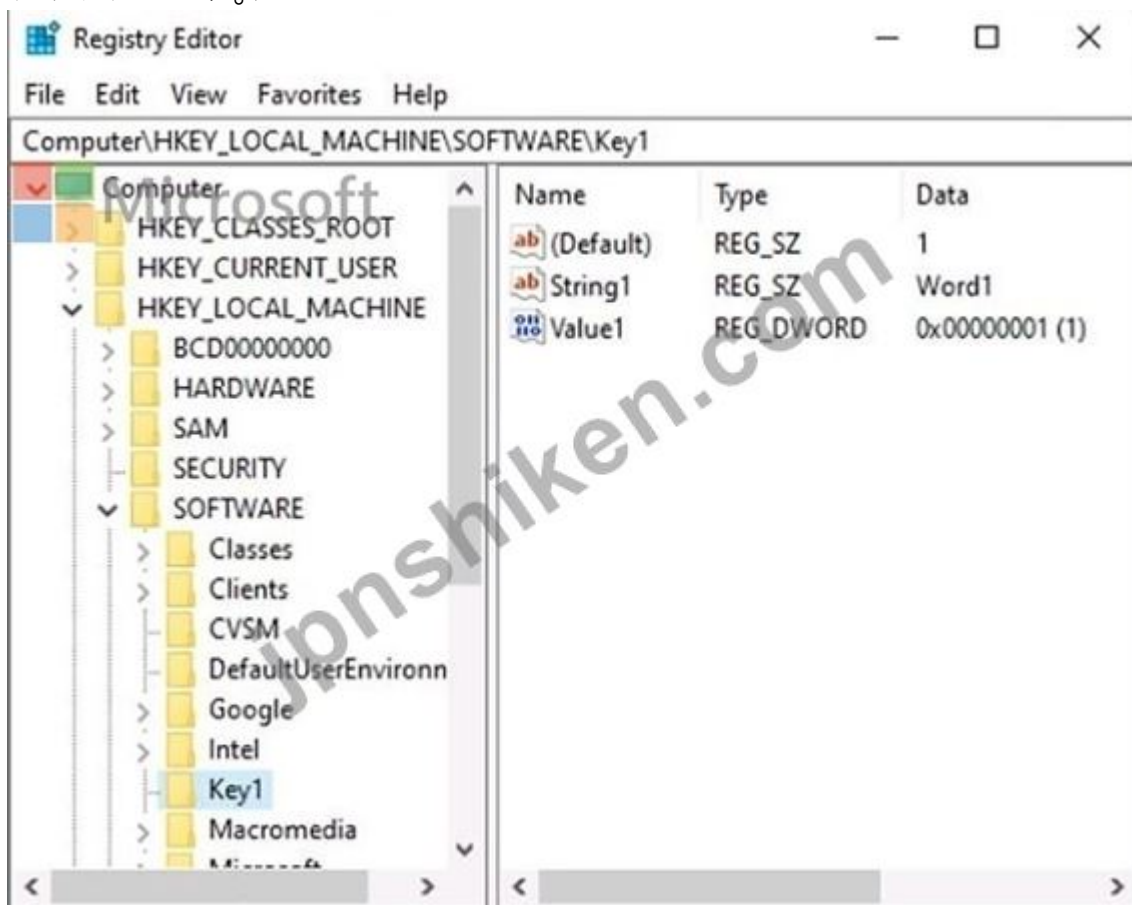 Registry Editor
File Edit View Favorites Help
Computer\HKEY_LOCAL_MACHINE\SOFTWARE\Key1
Microsoft
Computer
HKEY_CLASSES_ROOT
HKEY_CURRENT_USER
HKEY_LOCAL_MACHINE
BCD00000000
HARDWARE
SAM
SECURITY
SOFTWARE
Classes
Clients
CVSM
DefaultUserEnvironn
Google
Intel
Key1
Macromedia
Microsoft
Name Type Data
(Default) REG_SZ 1
String1 REG_SZ Word1
Value1 REG_DWORD 0x00000001 (1)
jpnshiken.com